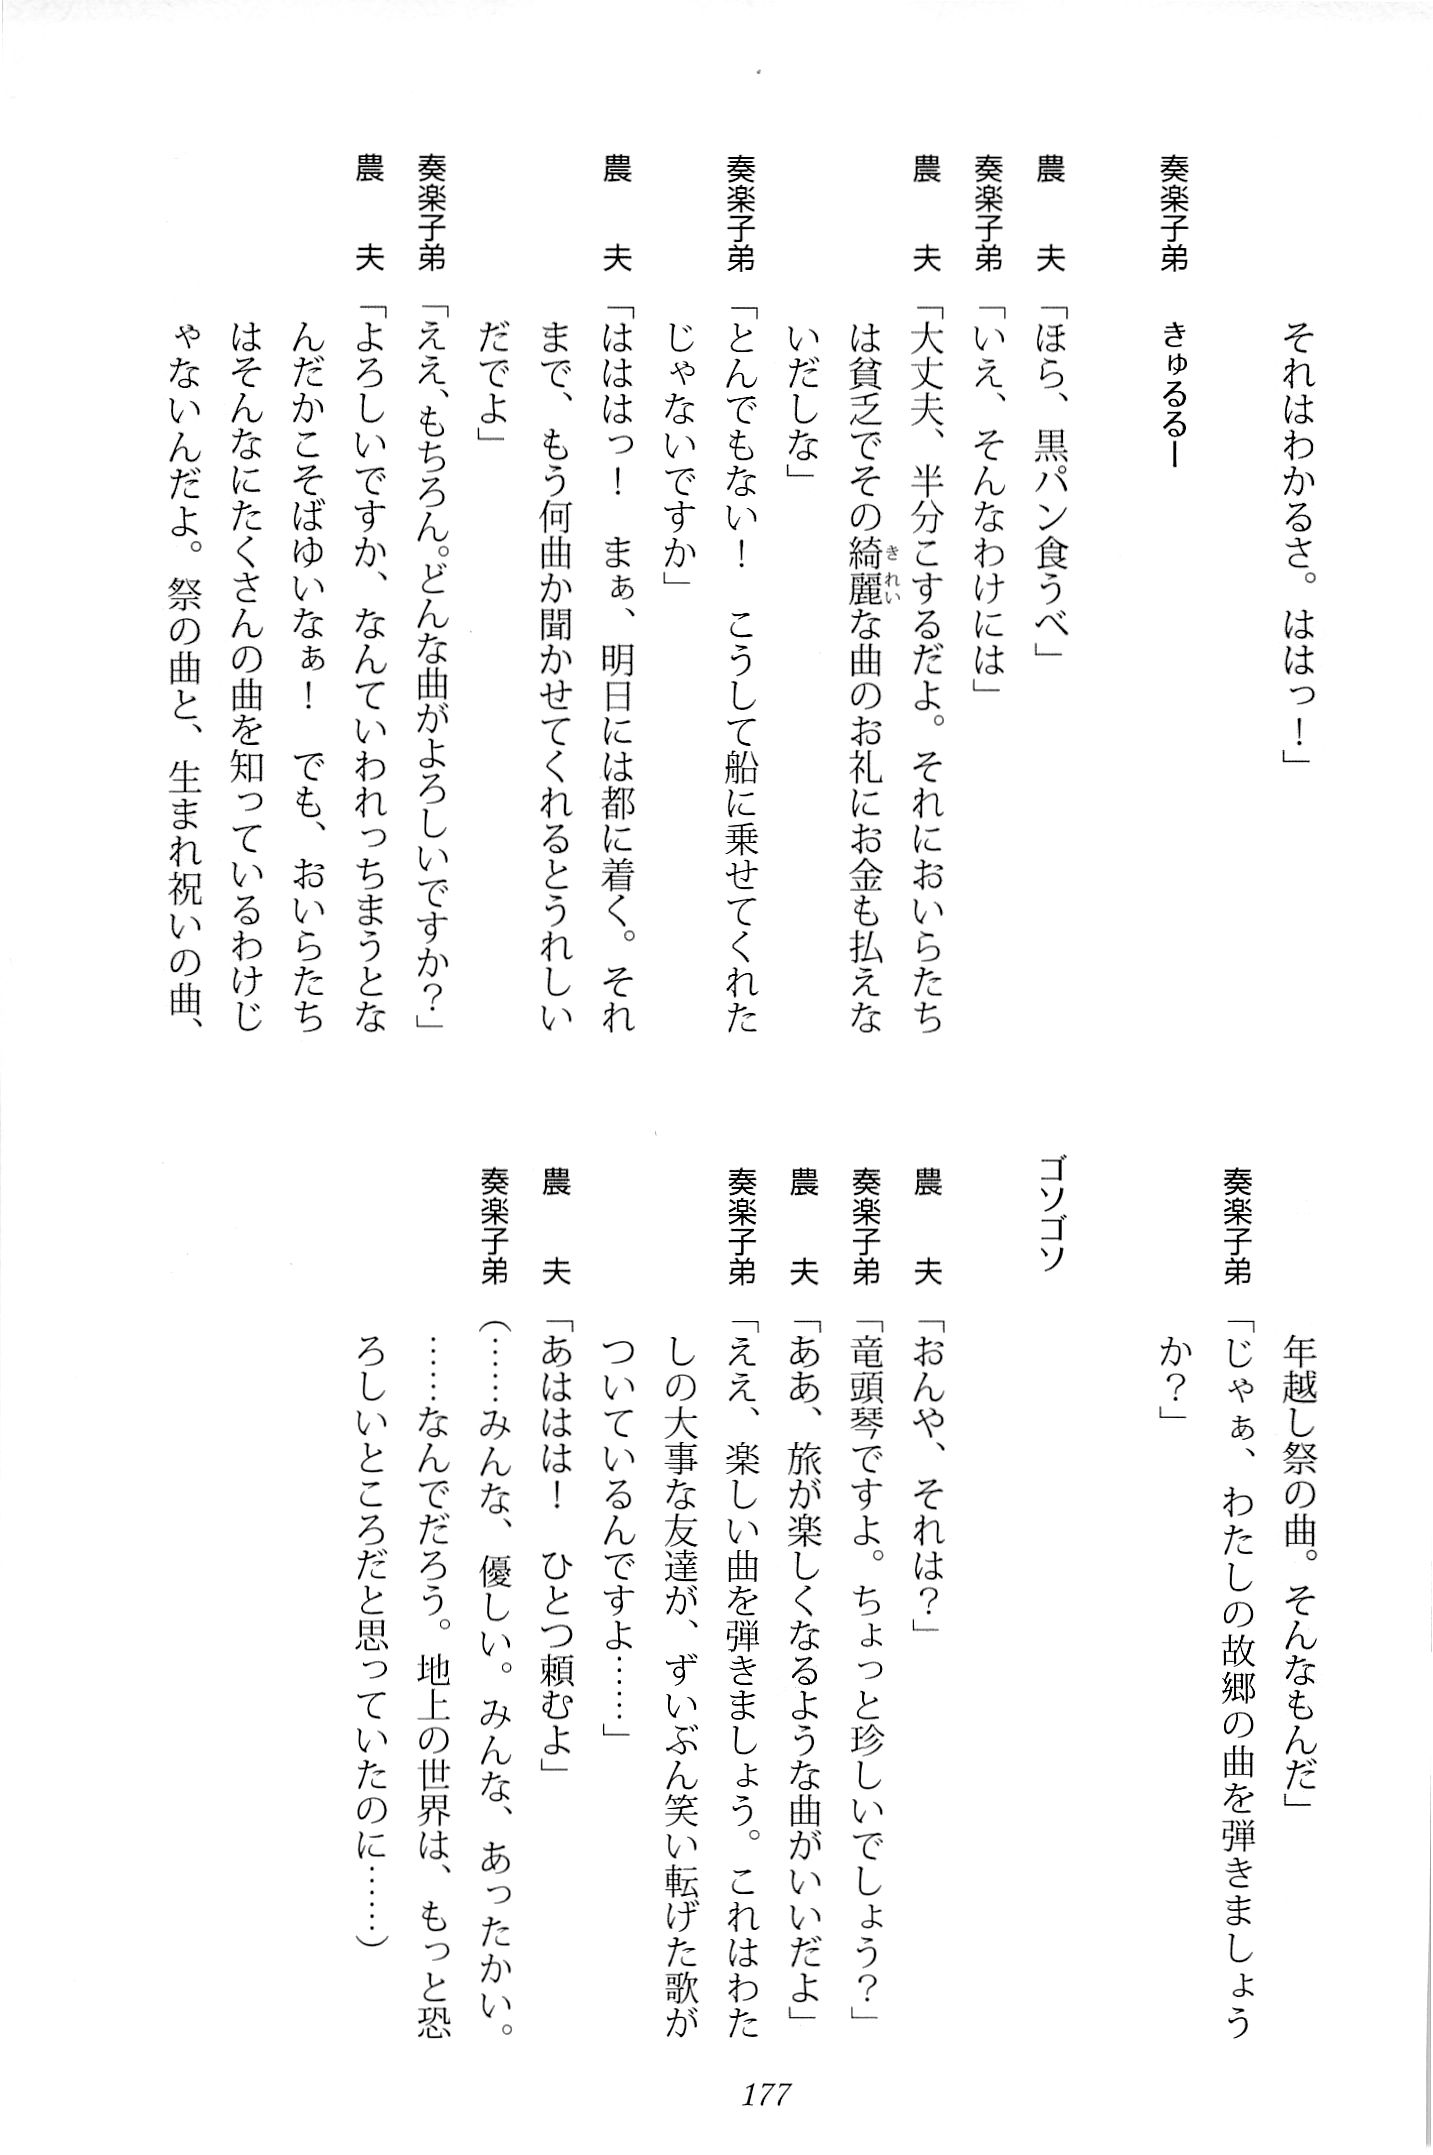 それはわかるさ。ははっ！」
奏楽子弟　きゅるるー
農　夫「ほら、黒パン食うべ」
奏楽子弟「いえ、そんなわけには」
農　夫「大丈夫、半分こするだよ。それにおいらたち
は貧乏でその綺麗な曲のお礼にお金も払えな
きれい
いだしな」
奏楽子弟「とんでもない！　こうして船に乗せてくれた
じゃないですか」
農　夫「はははっ！　まぁ、明日には都に着く。それ
まで、もう何曲か聞かせてくれるとうれしい
だでよ」
奏楽子弟「ええ、もちろん。どんな曲がよろしいですか？」
農　夫「よろしいですか、なんていわれっちまうとな
んだかこそばゆいなぁ！　でも、おいらたち
はそんなにたくさんの曲を知っているわけじ
ゃないんだよ。祭の曲と、生まれ祝いの曲、
年越し祭の曲。そんなもんだ」
奏楽子弟「じゃぁ、わたしの故郷の曲を弾きましょう
か？」
ゴソゴソ
農　夫「おんや、それは？」
奏楽子弟「竜頭琴ですよ。ちょっと珍しいでしょう？」
農　夫「ああ、旅が楽しくなるような曲がいいだよ」
奏楽子弟「ええ、楽しい曲を弾きましょう。これはわた
しの大事な友達が、ずいぶん笑い転げた歌が
ついているんですよ……」
農　夫「あははは！　ひとつ頼むよ」
奏楽子弟（……みんな、優しい。みんな、あったかい。
……なんでだろう。地上の世界は、もっと恐
ろしいところだと思っていたのに……）
177